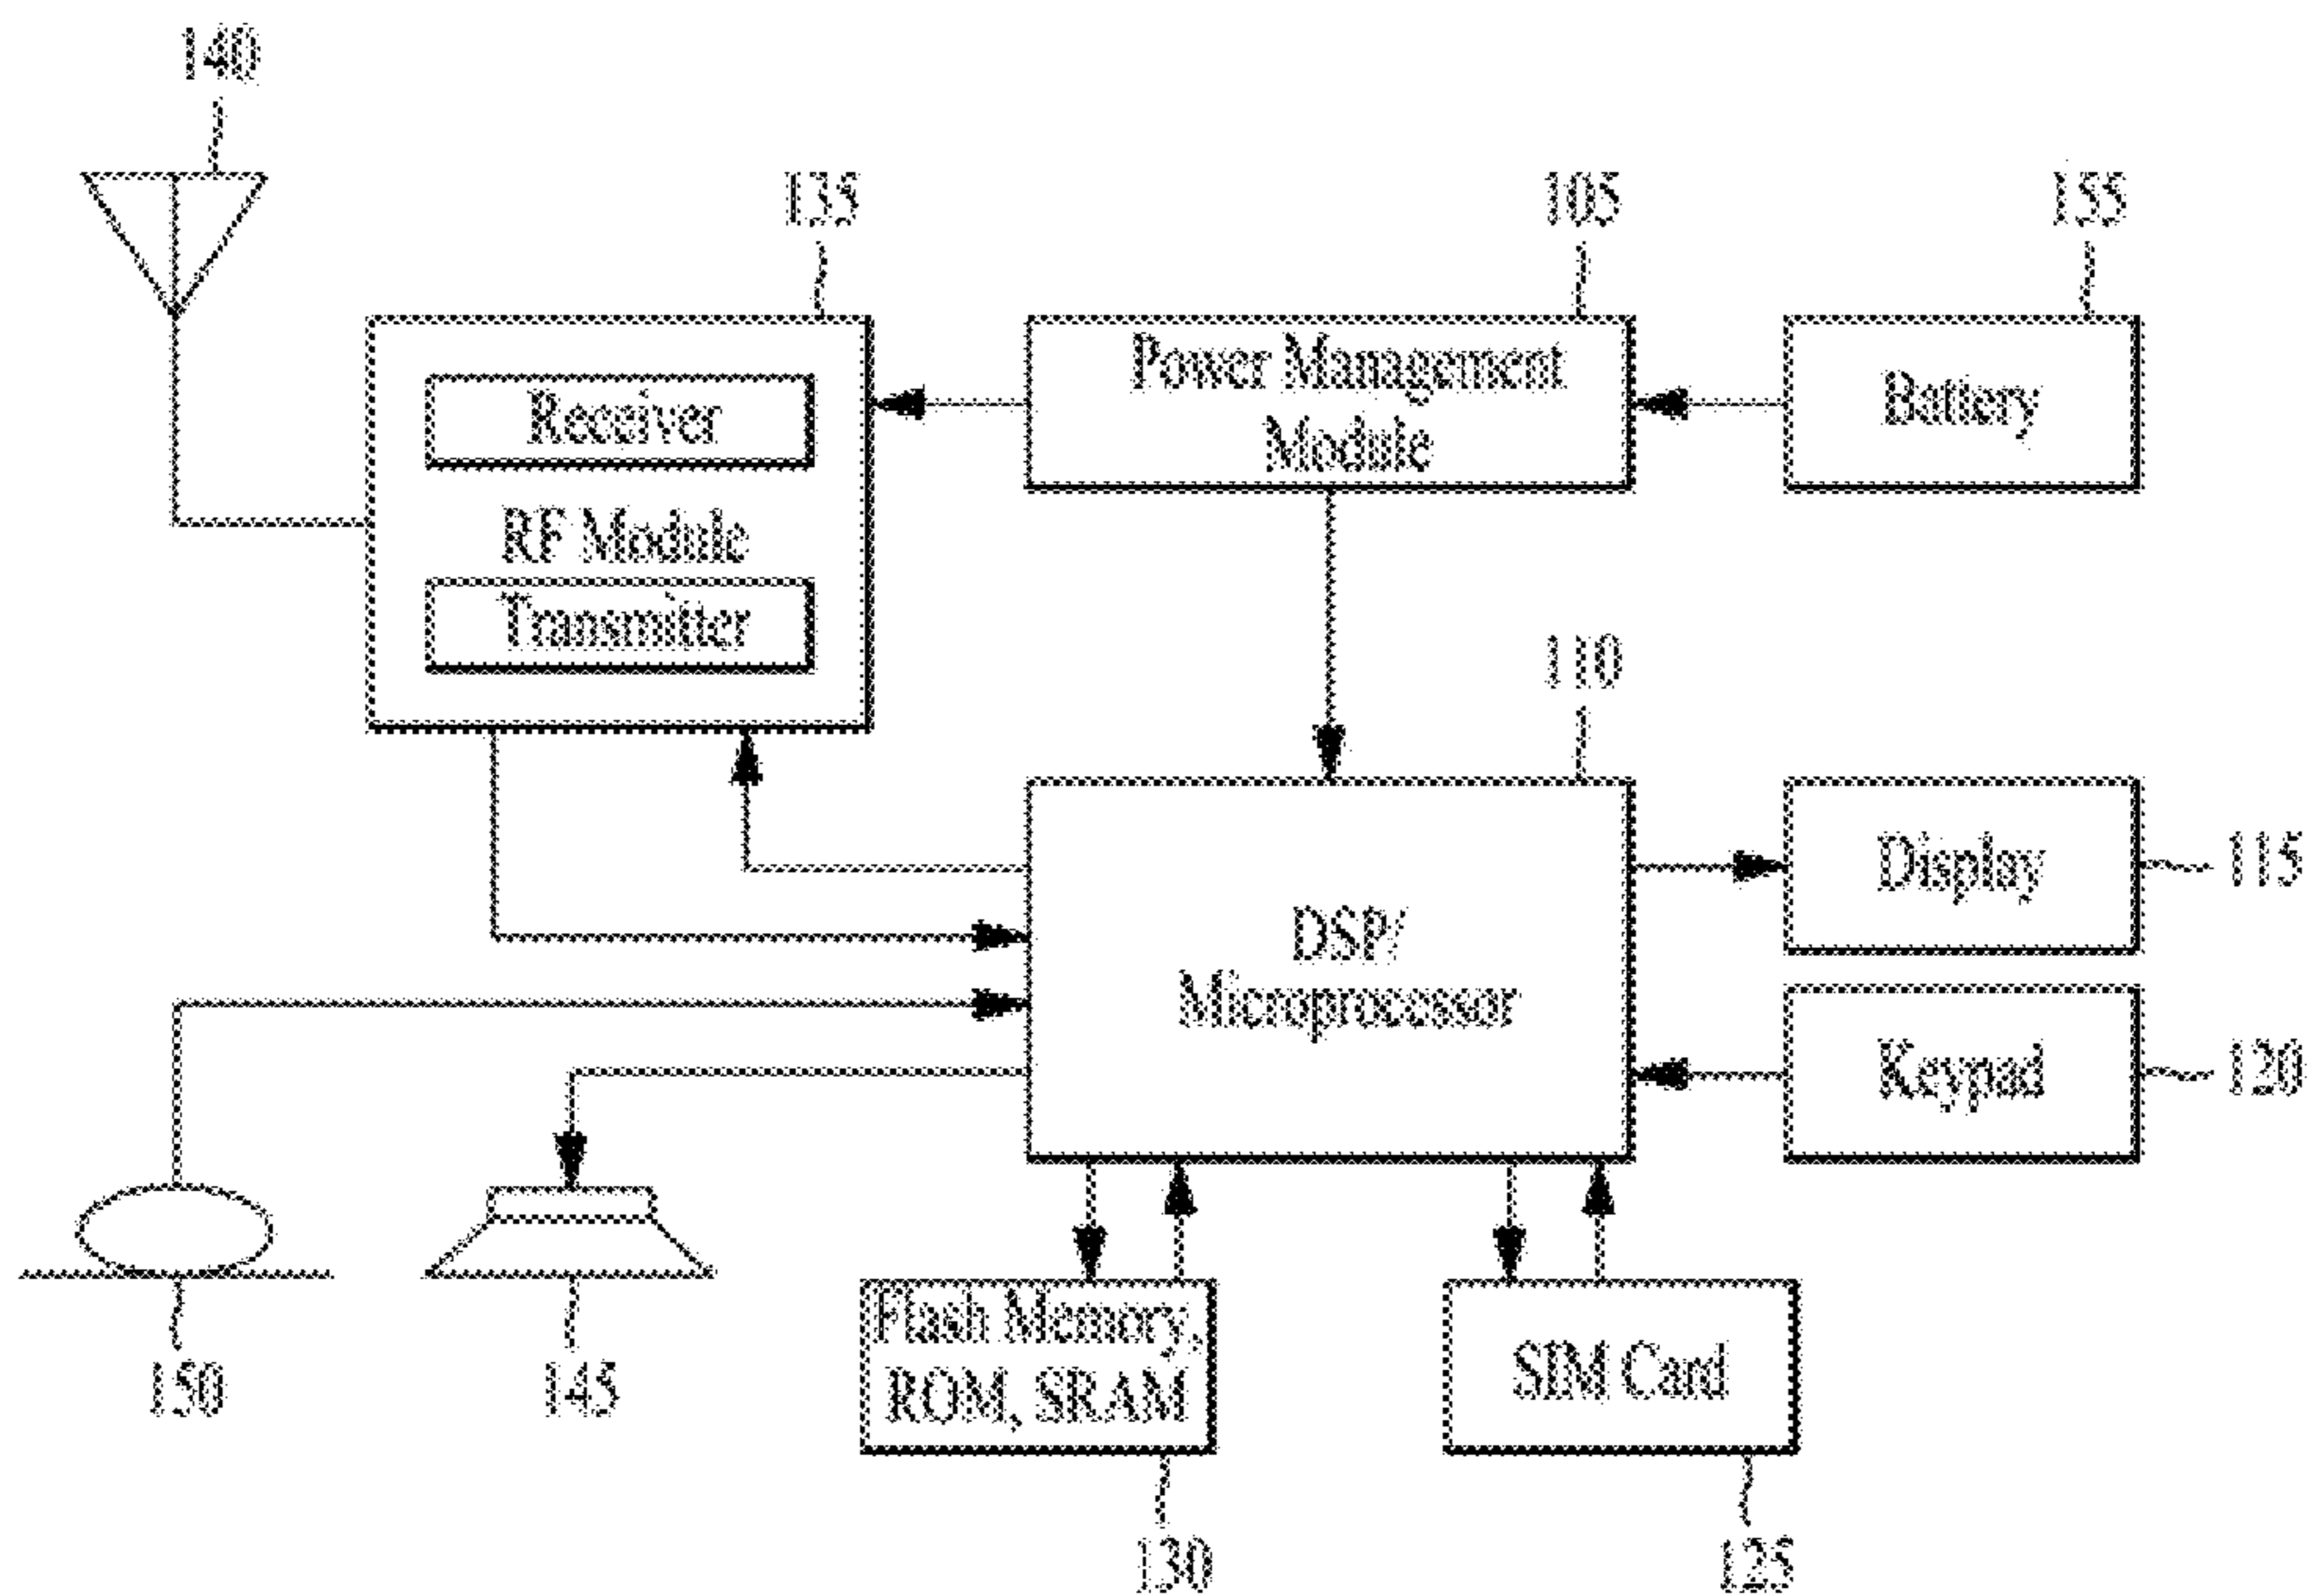 140
135
105
155
Power Management
Module
Battery
Receiver
RF Module
Transmitter
110
Display
115
DSP/
Microprocessor
Keypad
120
150
145
Flash Memory,
ROM, SRAM
SIM Card
130
125